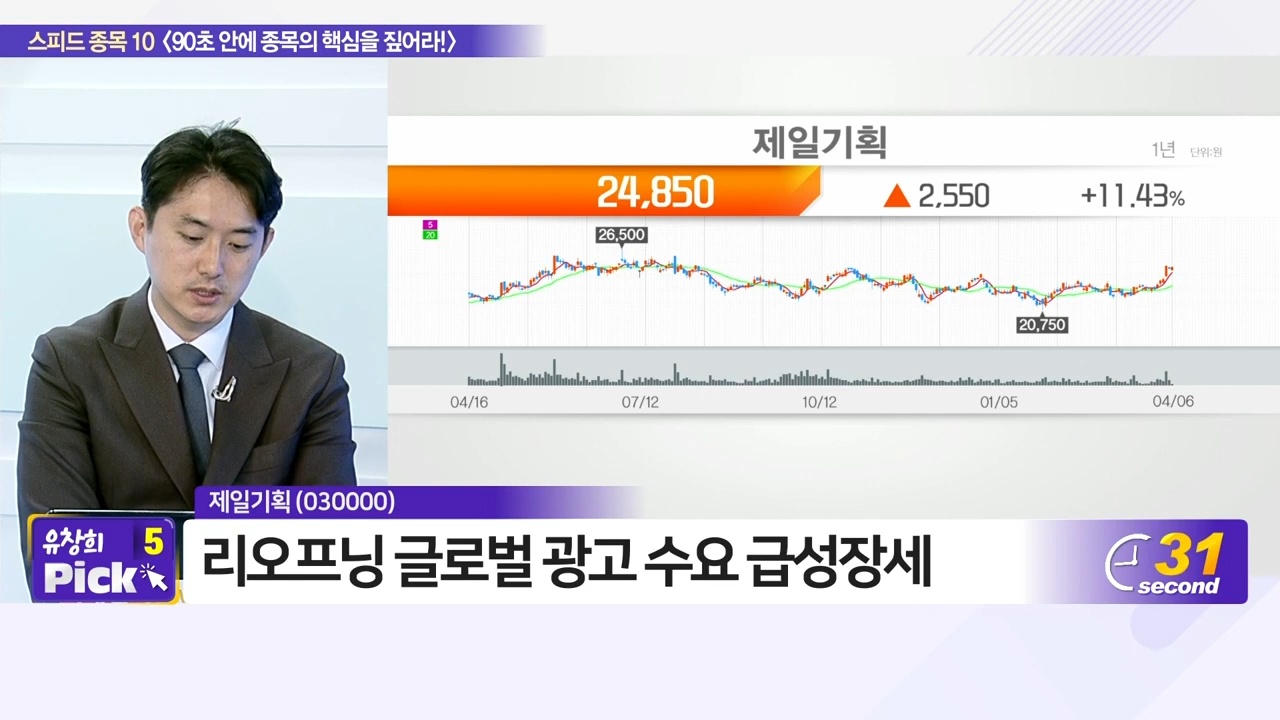 스피드 종목 10 <90초 안에 종목의 핵심을 짚어라!>
제일기획
1년 단위:원
24,850 ▲ 2,550 +11.43%
5
20
26,500
20,750
04/16 07/12 10/12 01/05 04/06
제일기획 (030000)
유창희 5
Pick
리오프닝 글로벌 광고 수요 급성장세
31
second